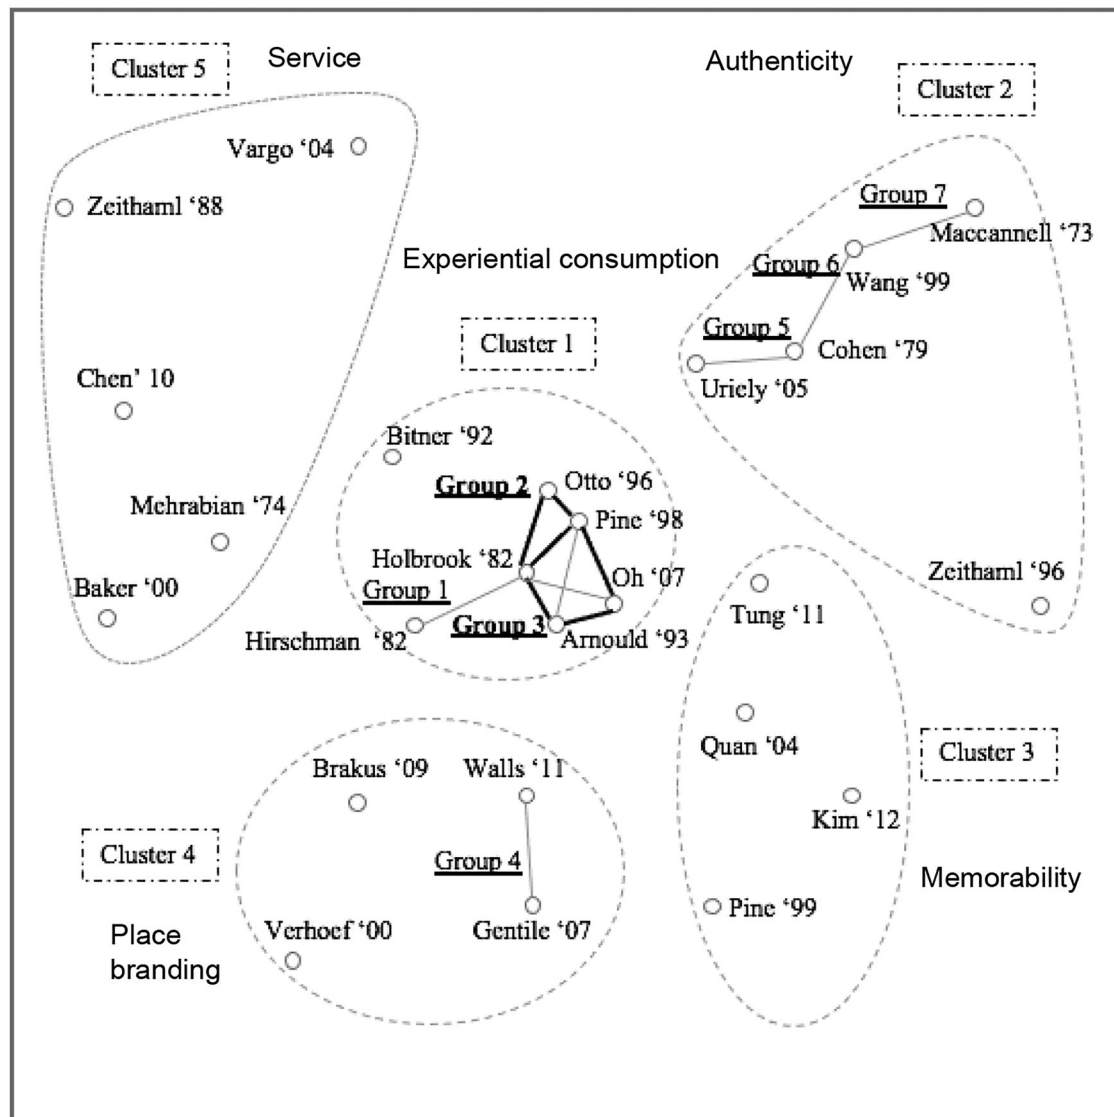 Service
Cluster 5
Authenticity
Cluster 2
Vargo ‘04
Zeithaml ‘88
Group 7
Maccannell ‘73
Experiential consumption
Group 6
Wang ‘99
Cluster 1
Group 5
Cohen ‘79
Uriely ‘05
Chen’ 10
Bitner ‘92
Otto ‘96
Group 2
Pine ‘98
Mehrabian ‘74
Holbrook ‘82
Oh ‘07
Zeithaml ‘96
Baker ‘00
Group 1
Tung ‘11
Group 3
Hirschman ‘82
Arnould ‘93
Quan ‘04
Cluster 3
Brakus ‘09
Walls ‘11
Kim ‘12
Cluster 4
Group 4
Memorability
Pine ‘99
Verhoef ‘00
Gentile ‘07
Place
branding